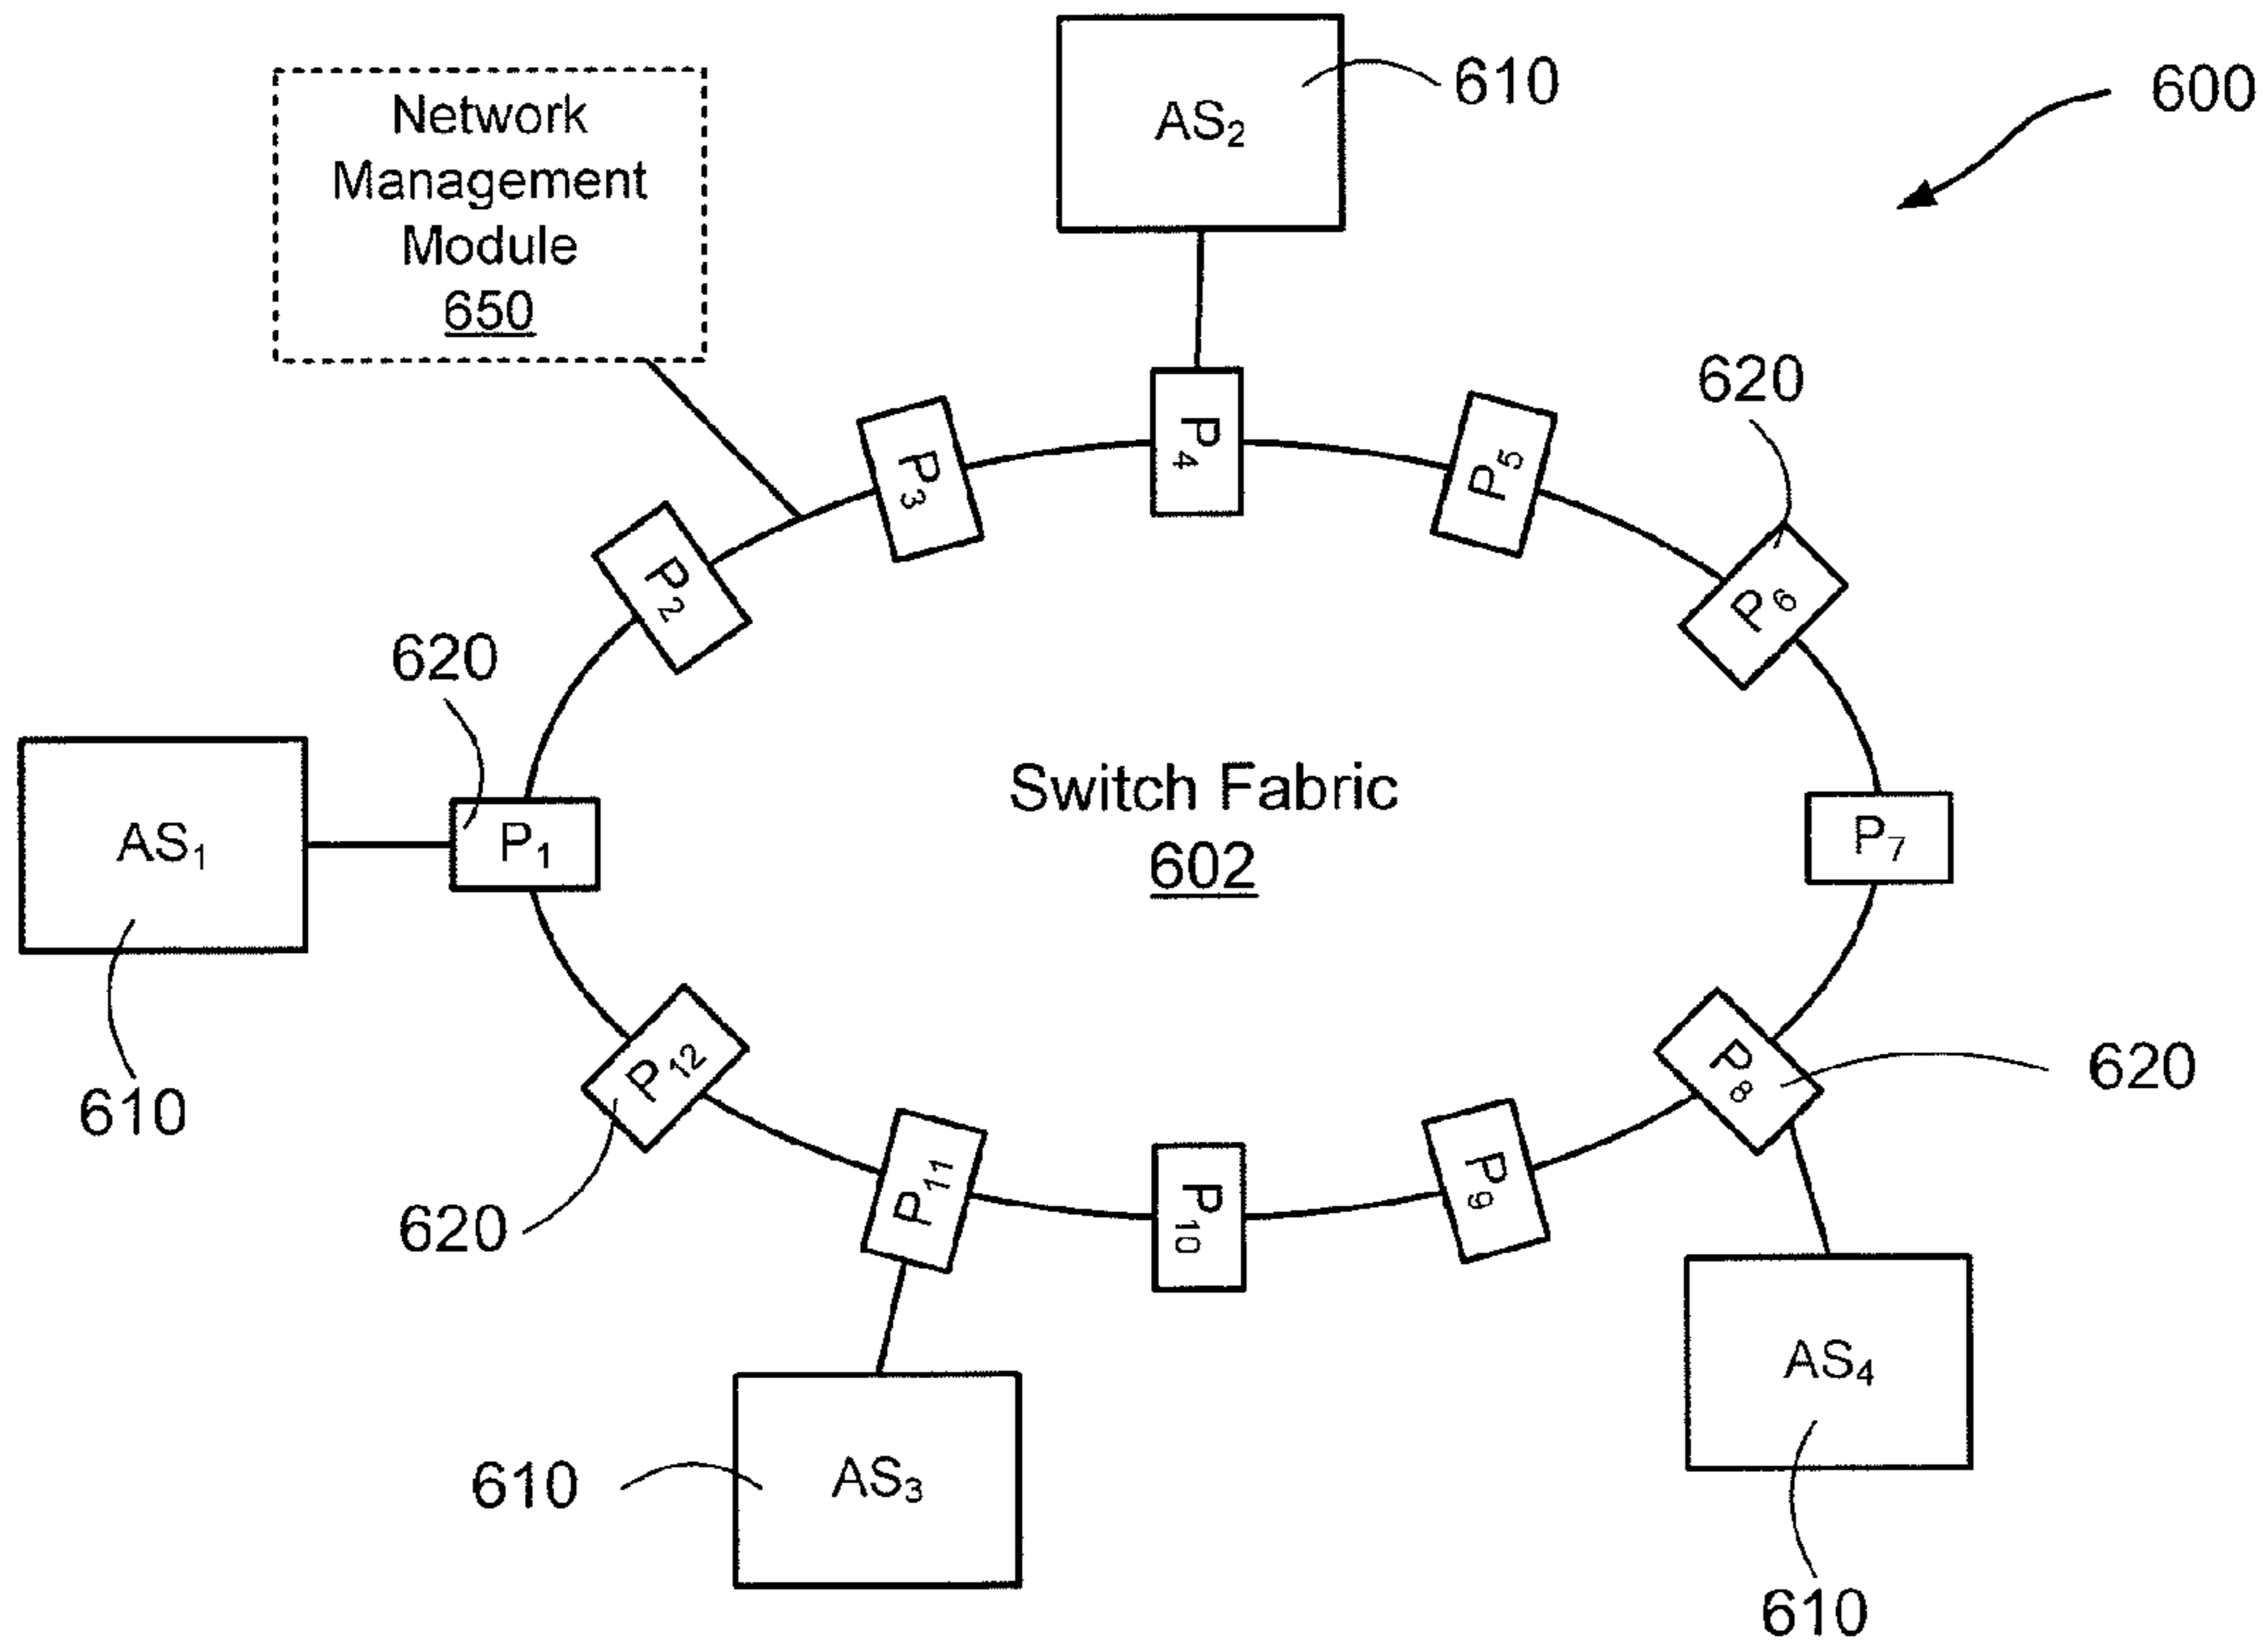 600
Network
Management
Module
650
AS2
610
620
P4
P3
P5
P2
P6
620
Switch Fabric
602
AS1
P1
P7
610
P12
P8
620
620
P11
P10
P9
610
AS3
AS4
610